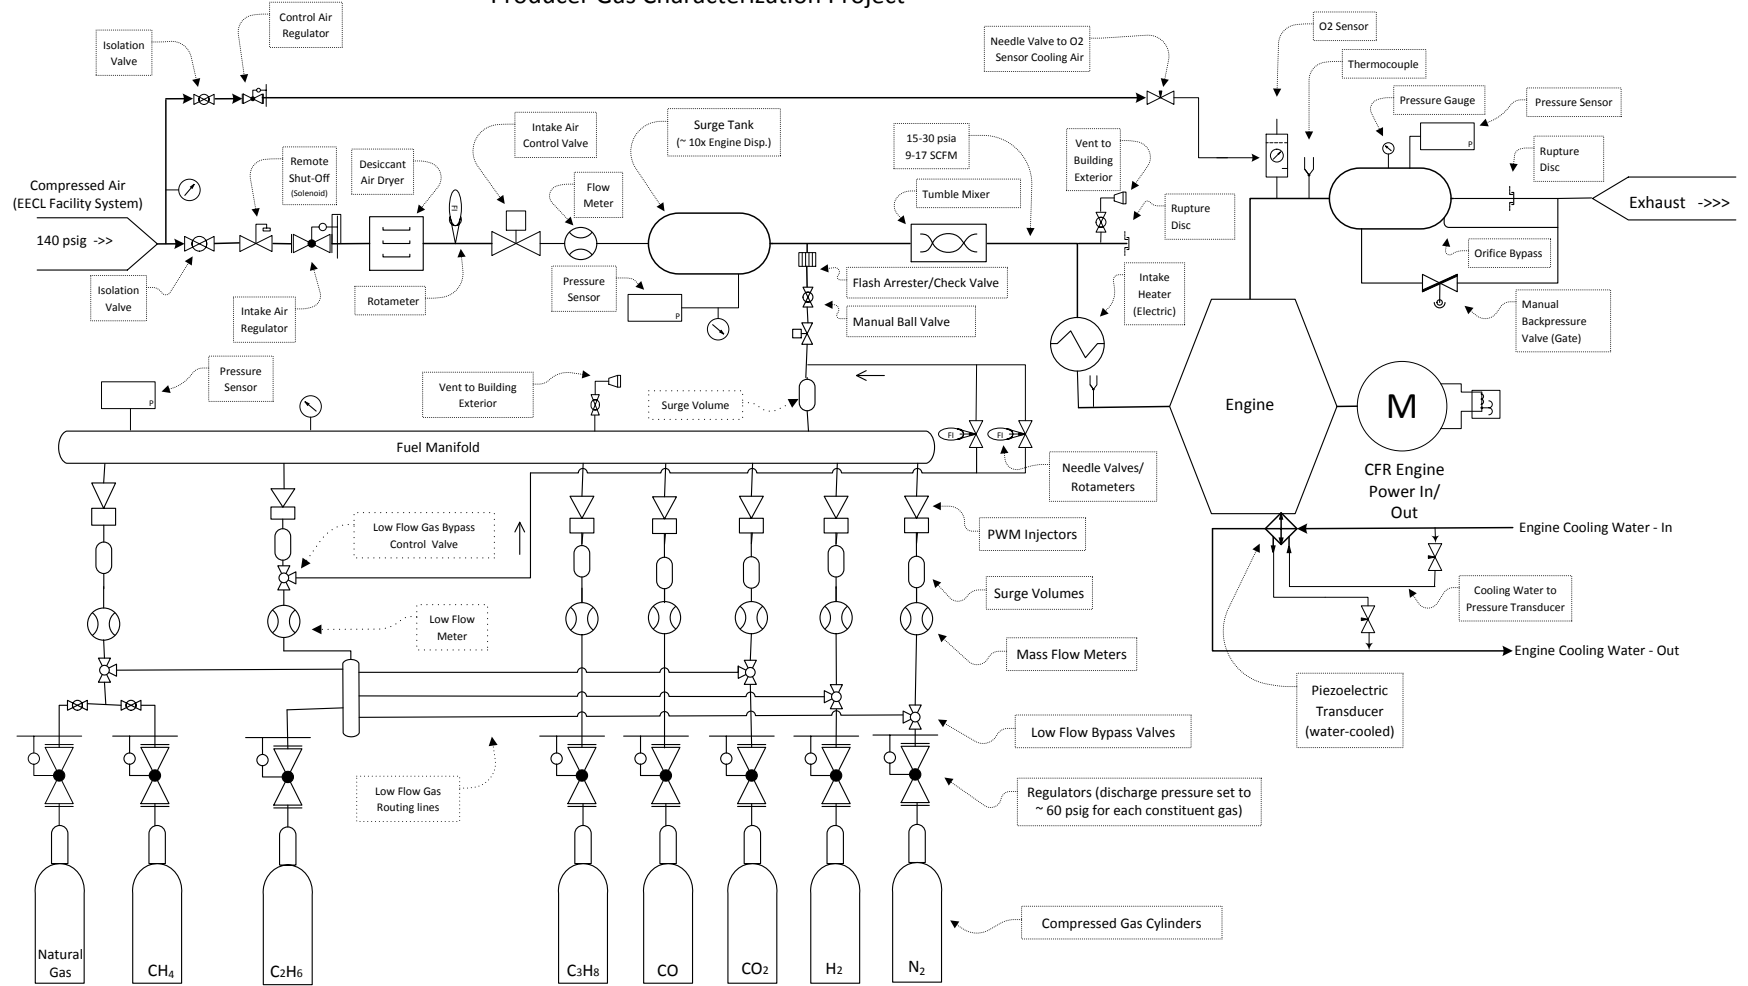 Producer Gas Characterization Project
Control Air
Regulator
Isolation
Valve
Needle Valve to O2
Sensor Cooling Air
O2 Sensor
Thermocouple
Pressure Gauge
Pressure Sensor
P
Rupture
Disc
Compressed Air
(EECL Facility System)
140 psig ->>
Remote
Shut-Off
(Solenoid)
Desiccant
Air Dryer
FI
Intake Air
Control Valve
Flow
Meter
Surge Tank
(~ 10x Engine Disp.)
15-30 psia
9-17 SCFM
Tumble Mixer
Vent to
Building
Exterior
Rupture
Disc
Exhaust ->>>
Orifice Bypass
Isolation
Valve
Intake Air
Regulator
Rotameter
Pressure
Sensor
P
Flash Arrester/Check Valve
Manual Ball Valve
Intake
Heater
(Electric)
Manual
Backpressure
Valve (Gate)
Pressure
Sensor
P
Vent to Building
Exterior
Surge Volume
Engine
M
CFR Engine
Power In/
Out
Fuel Manifold
FI
FI
Needle Valves/
Rotameters
Low Flow Gas Bypass
Control Valve
PWM Injectors
Engine Cooling Water - In
Surge Volumes
Cooling Water to
Pressure Transducer
Low Flow
Meter
Mass Flow Meters
Engine Cooling Water - Out
Piezoelectric
Transducer
(water-cooled)
Low Flow Bypass Valves
Low Flow Gas
Routing lines
Regulators (discharge pressure set to
~ 60 psig for each constituent gas)
Compressed Gas Cylinders
Natural
Gas
CH₄
C₂H₆
C₃H₈
CO
CO₂
H₂
N₂